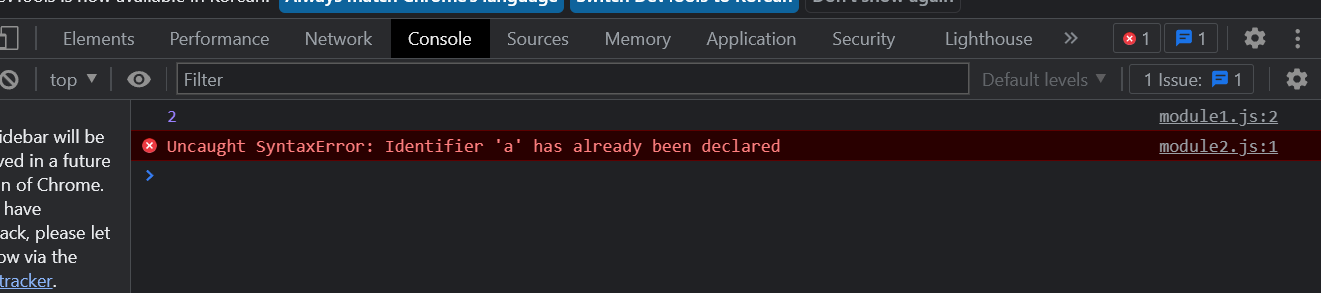 Tools is now available in Korean! Always match Chrome's language Switch DevTools to Korean Don't show again
Elements Performance Network Console Sources Memory Application Security Lighthouse 1 1
top Filter Default levels 1 Issue: 1
2 module1.js:2
Uncaught SyntaxError: Identifier 'a' has already been declared module2.js:1
idebar will be
ved in a future
n of Chrome.
have
ack, please let
ow via the
tracker.